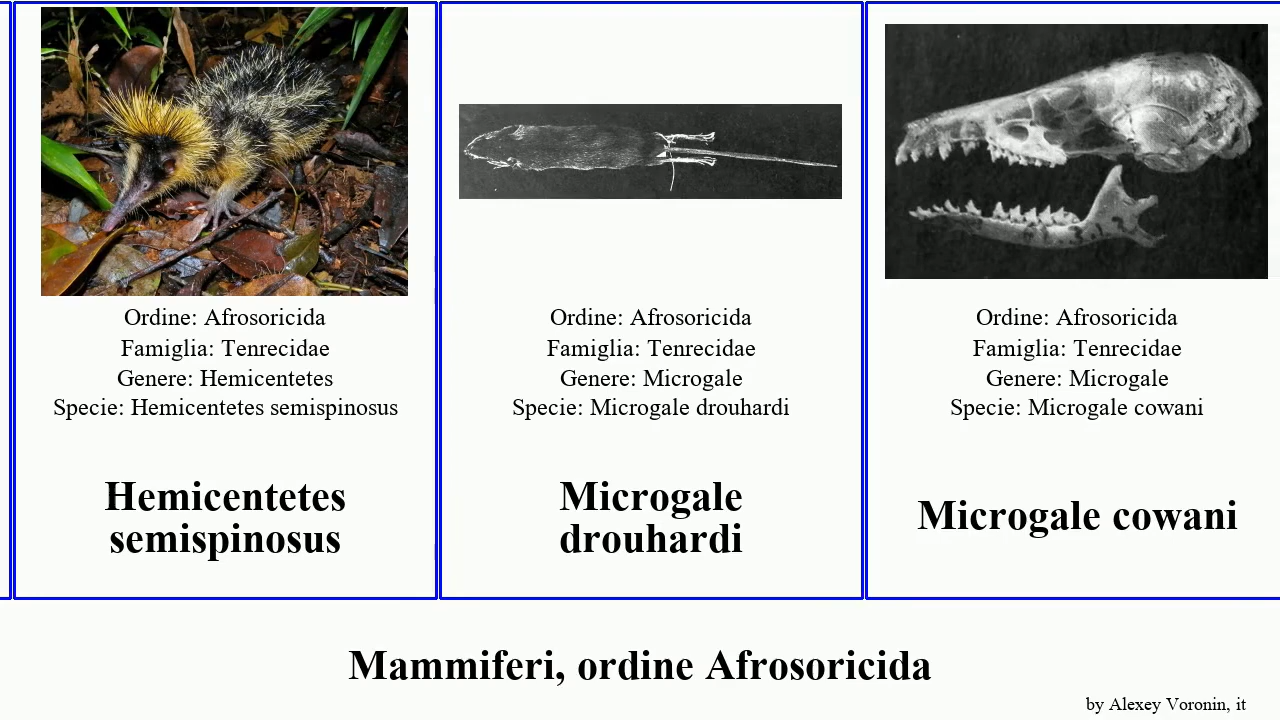 Ordine: Afrosoricida
Famiglia: Tenrecidae
Genere: Hemicentetes
Specie: Hemicentetes semispinosus
Hemicentetes
semispinosus
Ordine: Afrosoricida
Famiglia: Tenrecidae
Genere: Microgale
Specie: Microgale drouhardi
Microgale
drouhardi
Ordine: Afrosoricida
Famiglia: Tenrecidae
Genere: Microgale
Specie: Microgale cowani
Microgale cowani
Mammiferi, ordine Afrosoricida
by Alexey Voronin, it